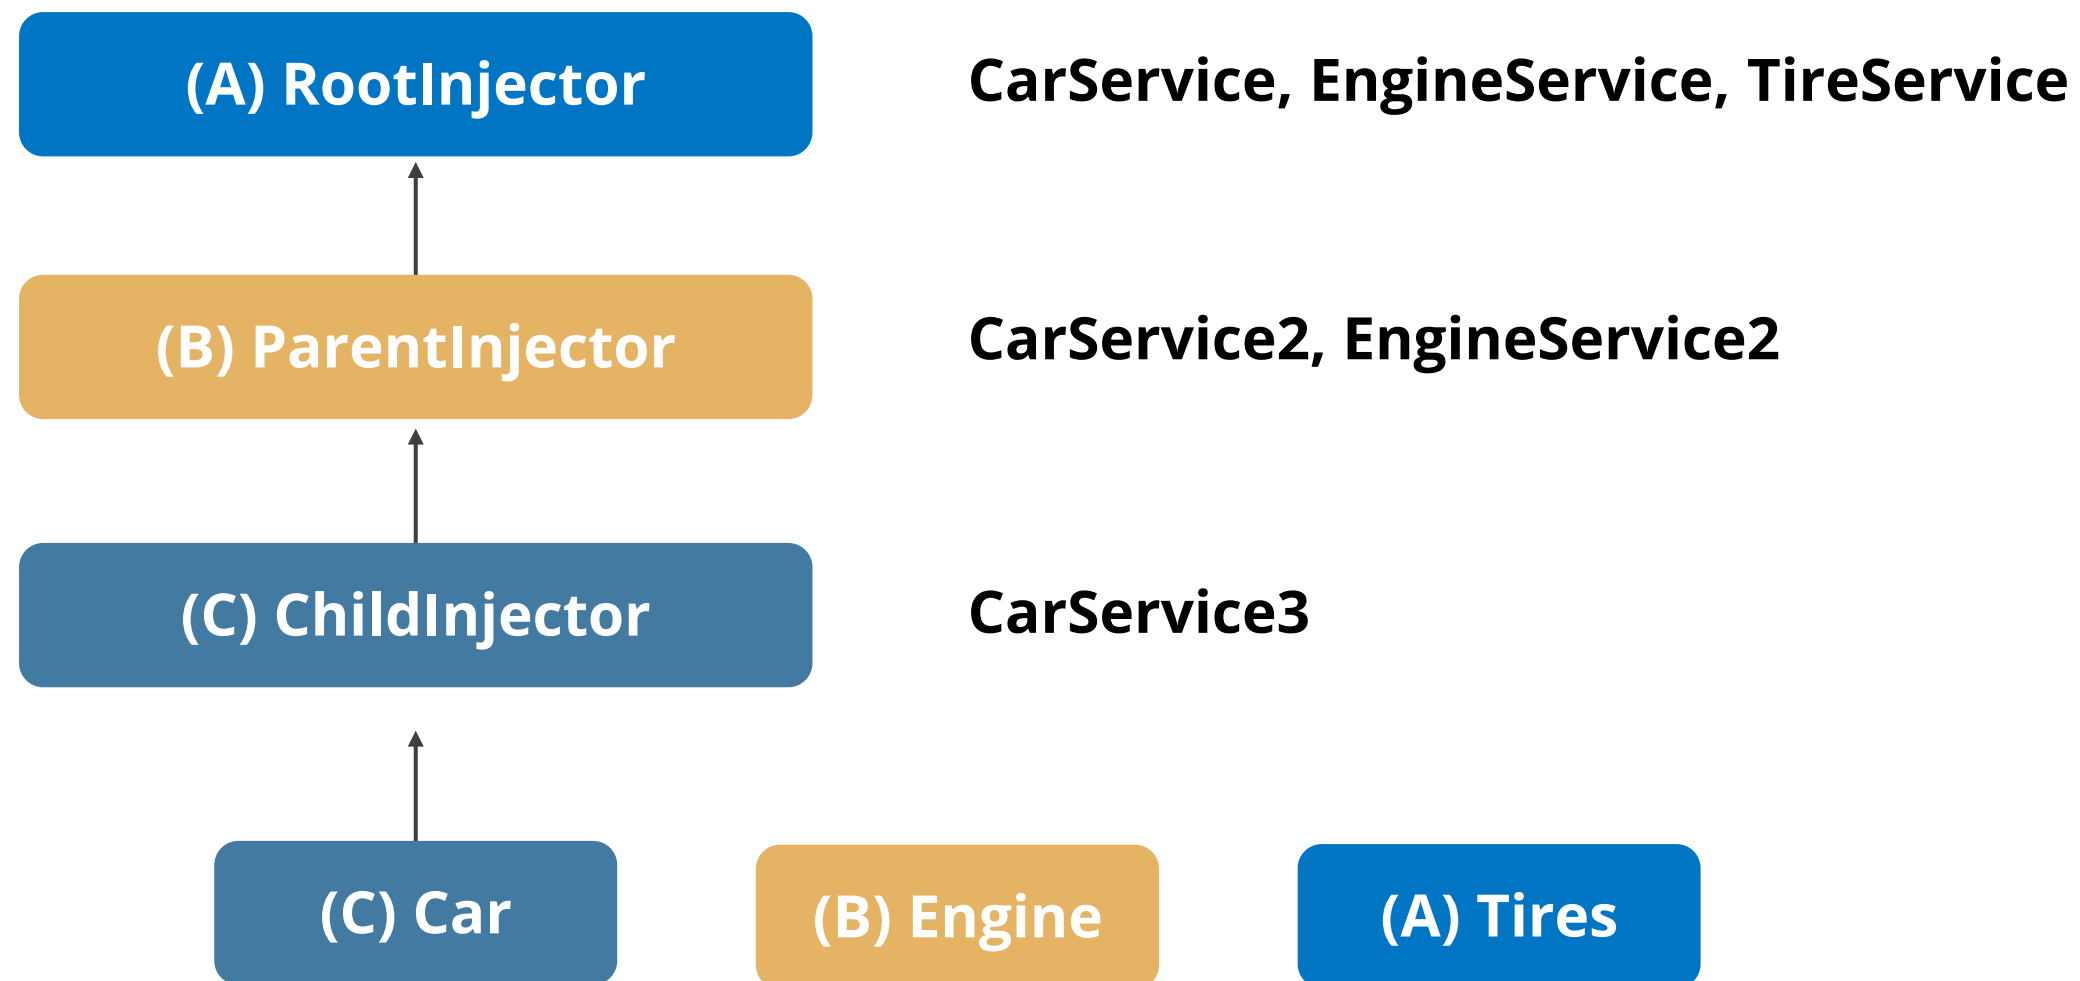 (A) RootInjector
CarService, EngineService, TireService
(B) ParentInjector
CarService2, EngineService2
(C) ChildInjector
CarService3
(C) Car
(B) Engine
(A) Tires